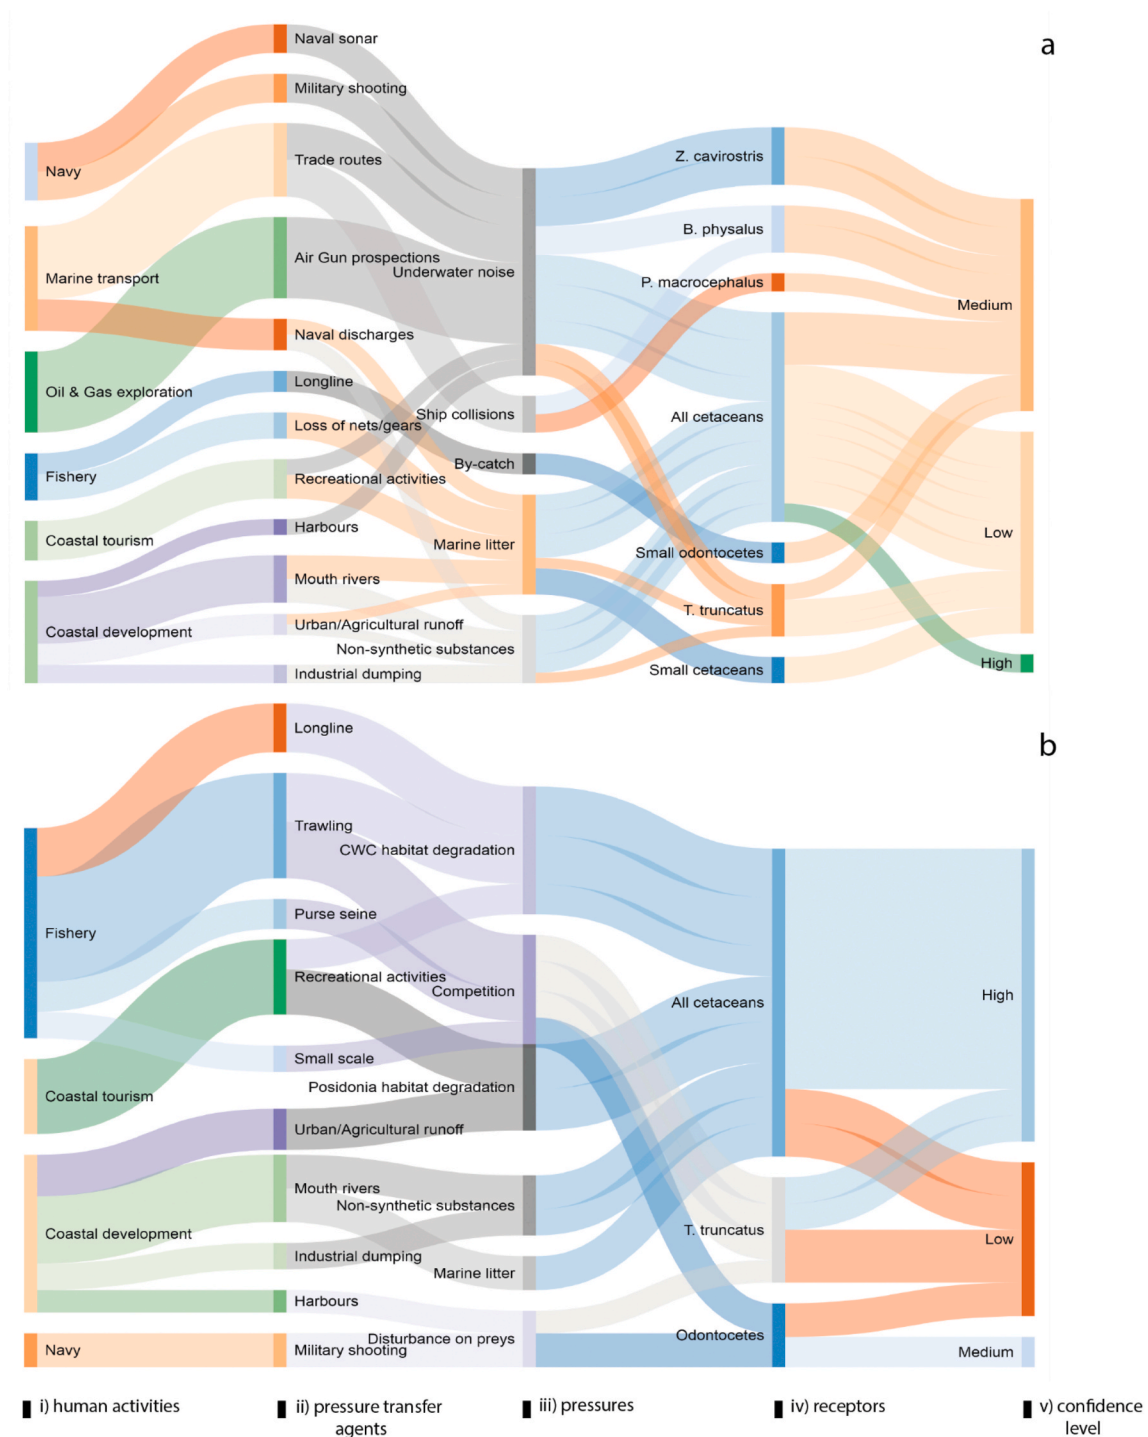 a
Naval sonar
Military shooting
Z. cavirostris
Trade routes
Navy
B. physalus
Air Gun prospections
Underwater noise
Marine transport
P. macrocephalus
Medium
Naval discharges
Longline
Oil & Gas exploration
Ship collisions
All cetaceans
Loss of nets/gears
By-catch
Fishery
Recreational activities
Harbours
Low
Coastal tourism
Marine litter
Small odontocetes
Mouth rivers
T. truncatus
Urban/Agricultural runoff
Coastal development
Non-synthetic substances
High
Small cetaceans
Industrial dumping
b
Longline
Trawling
CWC habitat degradation
Purse seine
Fishery
Recreational activities
Competition
High
All cetaceans
Small scale
Posidonia habitat degradation
Coastal tourism
Urban/Agricultural runoff
Mouth rivers
Non-synthetic substances
T. truncatus
Coastal development
Low
Industrial dumping
Marine litter
Harbours
Odontocetes
Disturbance on preys
Navy
Military shooting
Medium
i) human activities
ii) pressure transfer
agents
iii) pressures
iv) receptors
v) confidence
level